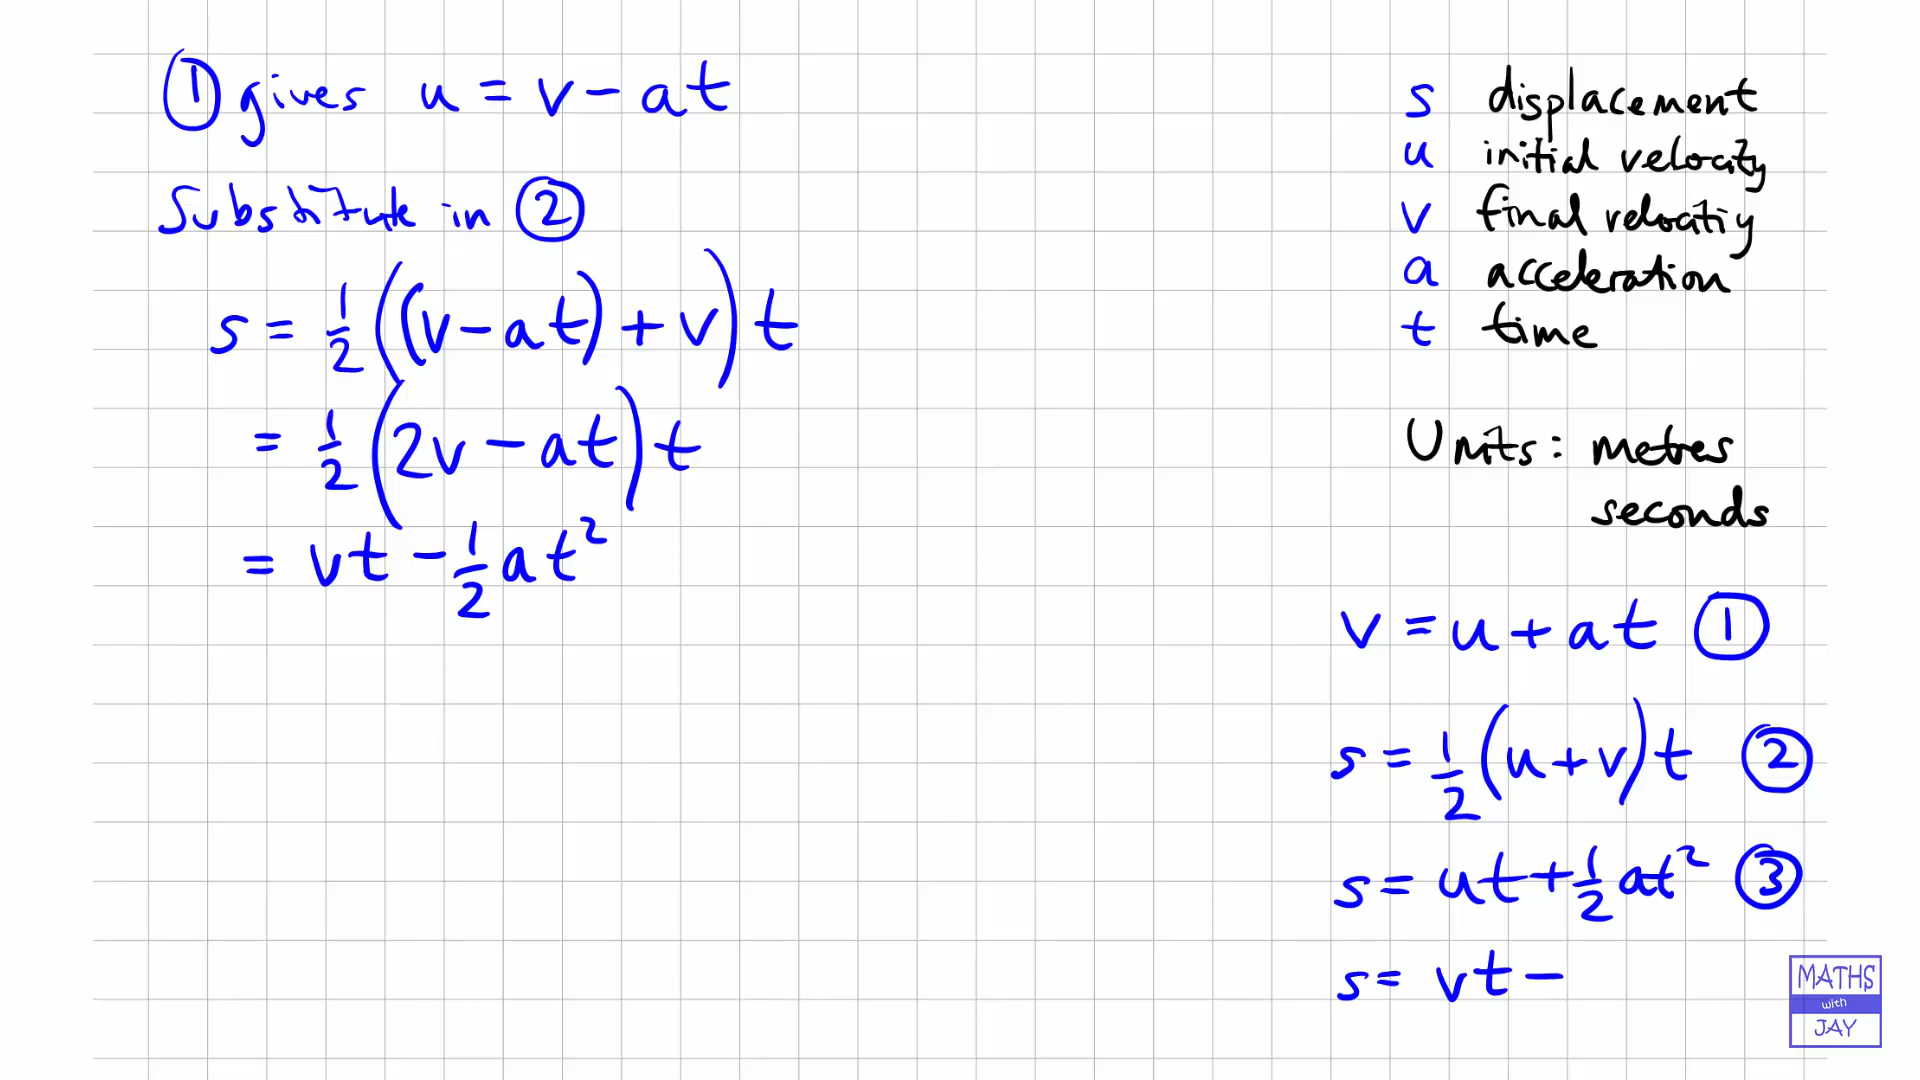 ① gives u = v - at
Substitute in ②
s = 1/2((v - at) + v)t
= 1/2(2v - at)t
= vt - 1/2at²
s displacement
u initial velocity
v final velocity
a acceleration
t time
Units: metres
seconds
v = u + at ①
s = 1/2(u + v)t ②
s = ut + 1/2at² ③
s = vt -
MATHS
with
JAY